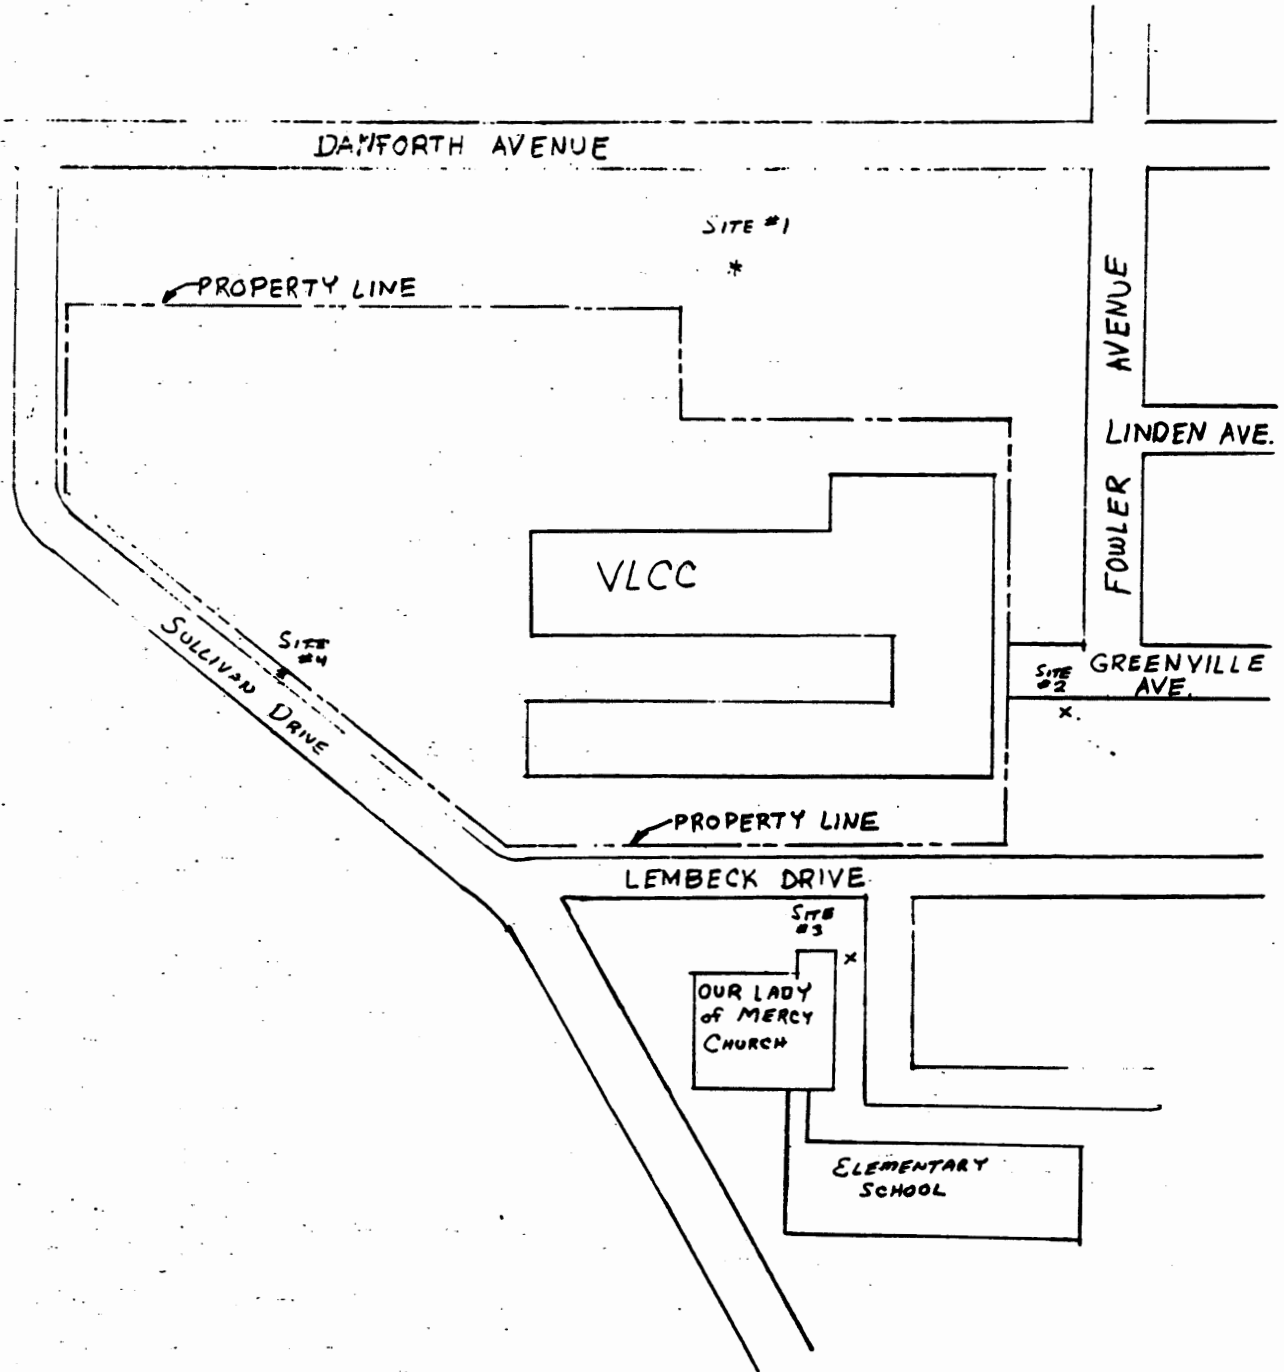 DANFORTH AVENUE
SITE #1
*
PROPERTY LINE
FOWLER AVENUE
LINDEN AVE.
VLCC
SITE
#4
SULLIVAN DRIVE
SITE
#2
GREENVILLE
AVE.
x
PROPERTY LINE
LEMBECK DRIVE
SITE
#3
x
OUR LADY
of MERCY
CHURCH
ELEMENTARY
SCHOOL